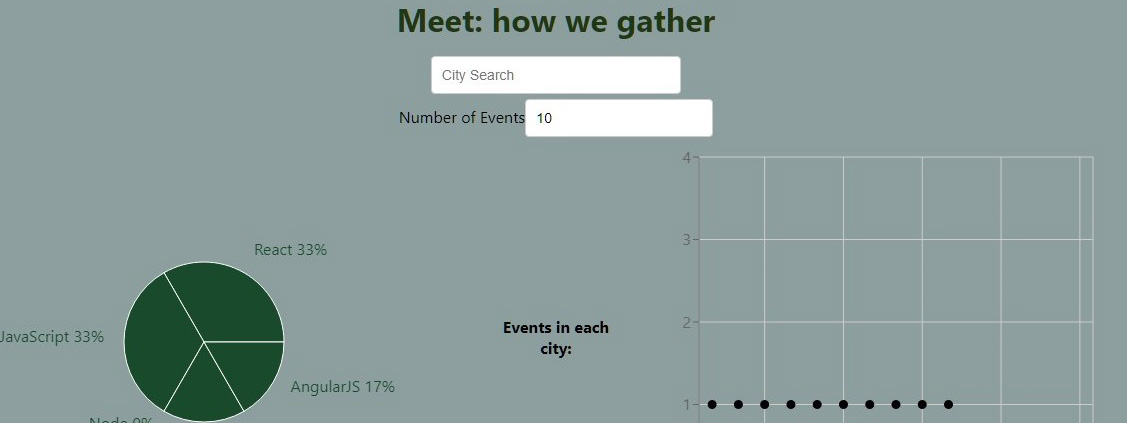 Meet: how we gather
City Search
Number of Events
10
4
3
2
1
React 33%
JavaScript 33%
AngularJS 17%
Node 0%
Events in each
city: